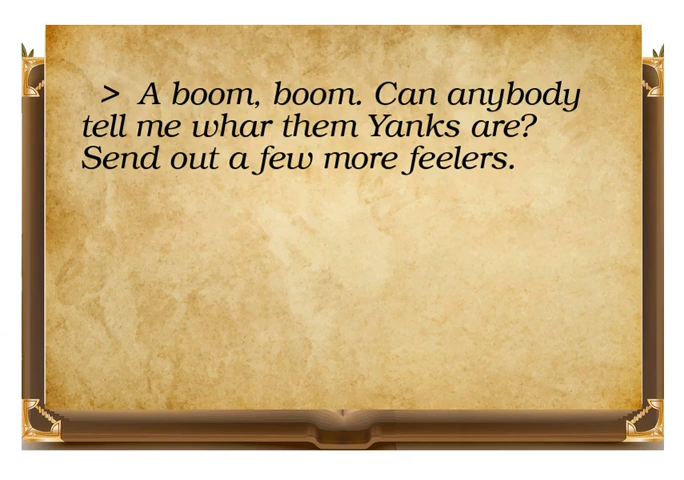 > A boom, boom. Can anybody
tell me whar them Yanks are?
Send out a few more feelers.